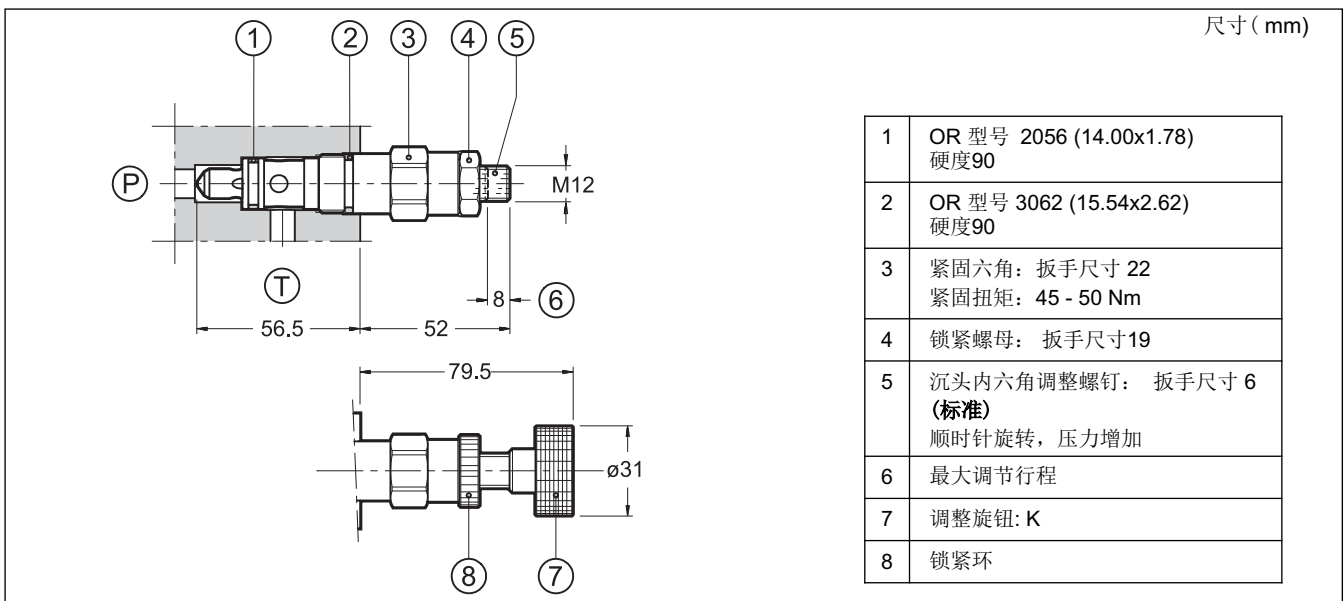 尺寸( mm)
1
2
3
4
5
P
M12
T
8
6
56.5
52
79.5
ø31
8
7
1 OR 型号 2056 (14.00x1.78)
硬度90
2 OR 型号 3062 (15.54x2.62)
硬度90
3 紧固六角：扳手尺寸 22
紧固扭矩：45 - 50 Nm
4 锁紧螺母： 扳手尺寸19
5 沉头内六角调整螺钉： 扳手尺寸 6
(标准)
顺时针旋转，压力增加
6 最大调节行程
7 调整旋钮: K
8 锁紧环